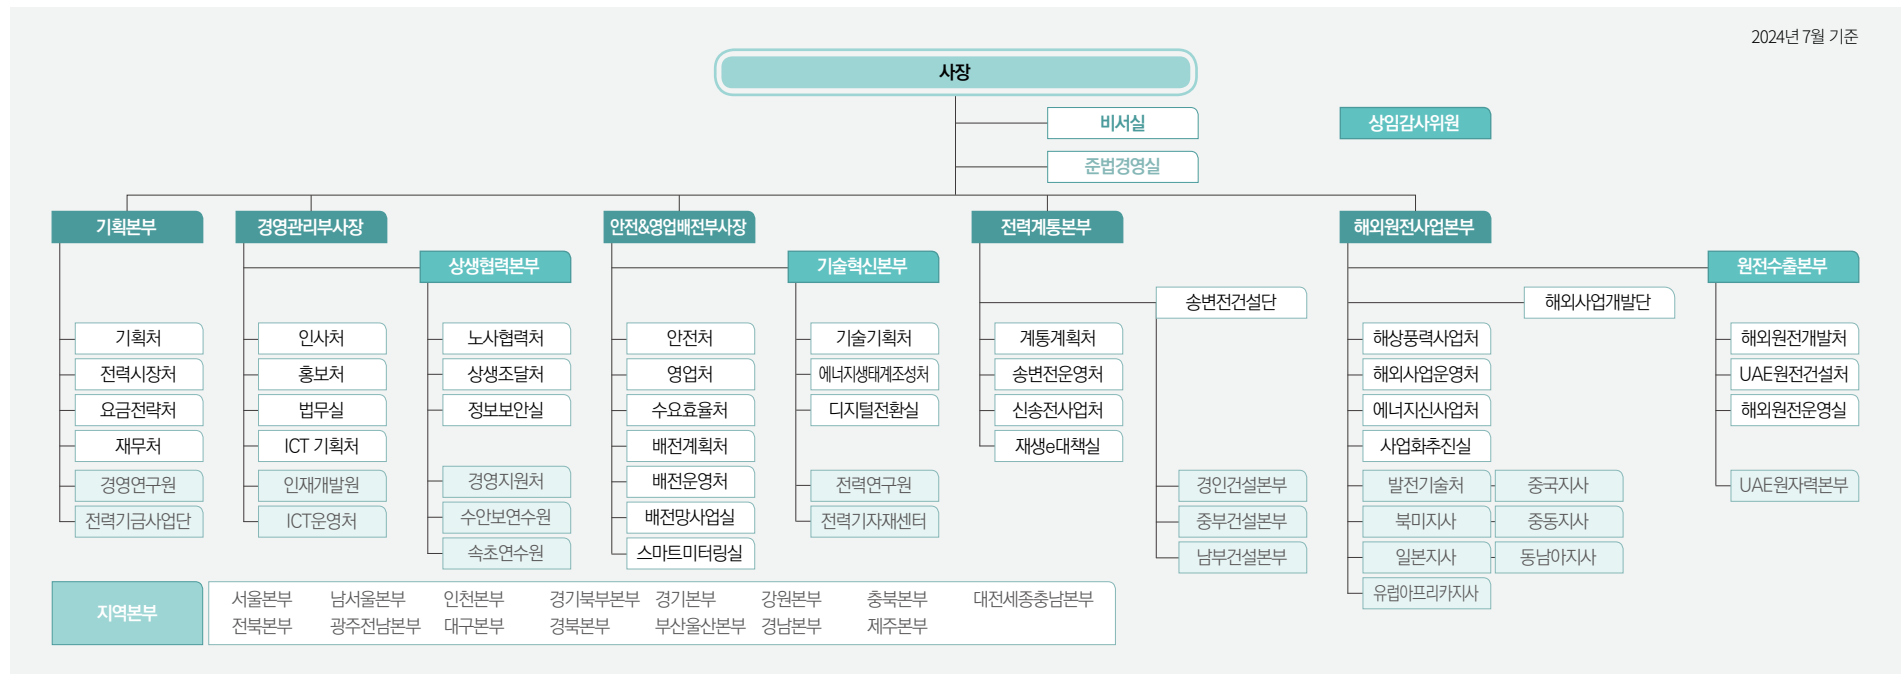 2024년 7월 기준
사장
비서실
상임감사위원
준법경영실
기획본부
경영관리부사장
안전&영업배전부사장
전력계통본부
해외원전사업본부
상생협력본부
기술혁신본부
원전수출본부
송변전건설단
해외사업개발단
기획처
전력시장처
요금전략처
재무처
경영연구원
전력기금사업단
인사처
홍보처
법무실
ICT 기획처
인재개발원
ICT운영처
노사협력처
상생조달처
정보보안실
경영지원처
수안보연수원
속초연수원
안전처
영업처
수요효율처
배전계획처
배전운영처
배전망사업실
스마트미터링실
기술기획처
에너지생태계조성처
디지털전환실
전력연구원
전력기자재센터
계통계획처
송변전운영처
신송전사업처
재생e대책실
경인건설본부
중부건설본부
남부건설본부
해상풍력사업처
해외사업운영처
에너지신사업처
사업화추진실
발전기술처 중국지사
북미지사 중동지사
일본지사 동남아지사
유럽아프리카지사
해외원전개발처
UAE원전건설처
해외원전운영실
UAE원자력본부
지역본부
서울본부 남서울본부 인천본부 경기북부본부 경기본부 강원본부 충북본부 대전세종충남본부
전북본부 광주전남본부 대구본부 경북본부 부산울산본부 경남본부 제주본부